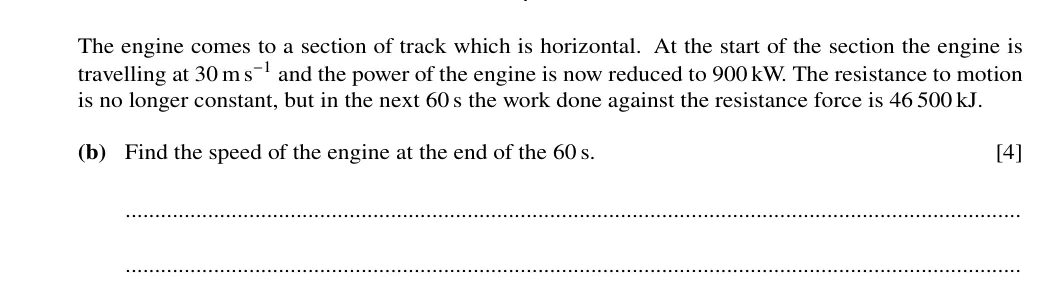 The engine comes to a section of track which is horizontal. At the start of the section the engine is
travelling at 30 m s⁻¹ and the power of the engine is now reduced to 900 kW. The resistance to motion
is no longer constant, but in the next 60 s the work done against the resistance force is 46 500 kJ.
(b) Find the speed of the engine at the end of the 60 s. [4]